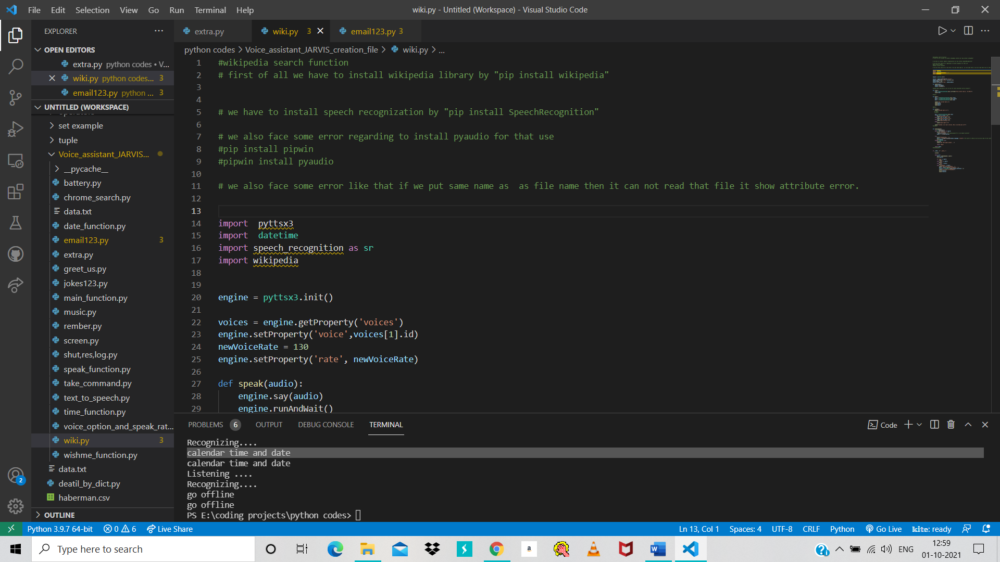 File Edit Selection View Go Run Terminal Help
wiki.py - Untitled (Workspace) - Visual Studio Code
EXPLORER
OPEN EDITORS
extra.py python codes • V...
wiki.py python codes... 3
email123.py python ... 3
UNTITLED (WORKSPACE)
set example
tuple
Voice_assistant_JARVIS...
__pycache__
battery.py
chrome_search.py
data.txt
date_function.py
email123.py 3
extra.py
greet_us.py
jokes123.py
main_function.py
music.py
rember.py
screen.py
shut,res,log.py
speak_function.py
take_command.py
text_to_speech.py
time_function.py
voice_option_and_speak_rat...
wiki.py 3
wishme_function.py
data.txt
deatil_by_dict.py
haberman.csv
OUTLINE
extra.py wiki.py 3 email123.py 3
python codes > Voice_assistant_JARVIS_creation_file > wiki.py > ...
1 #wikipedia search function
2 # first of all we have to install wikipedia library by "pip install wikipedia"
3
4
5 # we have to install speech recognization by "pip install SpeechRecognition"
6
7 # we also face some error regarding to install pyaudio for that use
8 #pip install pipwin
9 #pipwin install pyaudio
10
11 # we also face some error like that if we put same name as  as file name then it can not read that file it show attribute error.
12
13
14 import  pyttsx3
15 import  datetime
16 import speech_recognition as sr
17 import wikipedia
18
19
20 engine = pyttsx3.init()
21
22 voices = engine.getProperty('voices')
23 engine.setProperty('voice',voices[1].id)
24 newVoiceRate = 130
25 engine.setProperty('rate', newVoiceRate)
26
27 def speak(audio):
28     engine.say(audio)
29     engine.runAndWait()
PROBLEMS 6 OUTPUT DEBUG CONSOLE TERMINAL
Code
Recognizing....
calendar time and date
calendar time and date
Listening ....
Recognizing....
go offline
go offline
PS E:\coding projects\python codes>
2
Python 3.9.7 64-bit 0 6 Live Share
Ln 13, Col 1 Spaces: 4 UTF-8 CRLF Python Go Live kite: ready
Type here to search
ENG
12:59
01-10-2021